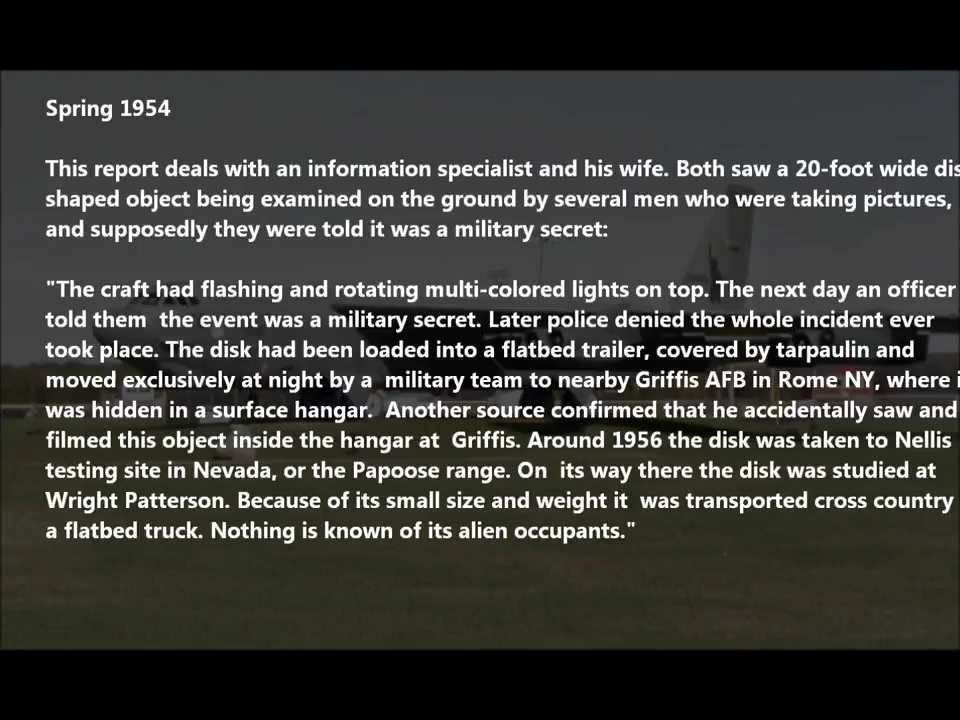 Spring 1954
This report deals with an information specialist and his wife. Both saw a 20-foot wide dis
shaped object being examined on the ground by several men who were taking pictures,
and supposedly they were told it was a military secret:
"The craft had flashing and rotating multi-colored lights on top. The next day an officer
told them  the event was a military secret. Later police denied the whole incident ever
took place. The disk had been loaded into a flatbed trailer, covered by tarpaulin and
moved exclusively at night by a  military team to nearby Griffis AFB in Rome NY, where i
was hidden in a surface hangar.  Another source confirmed that he accidentally saw and
filmed this object inside the hangar at  Griffis. Around 1956 the disk was taken to Nellis
testing site in Nevada, or the Papoose range. On  its way there the disk was studied at
Wright Patterson. Because of its small size and weight it  was transported cross country
a flatbed truck. Nothing is known of its alien occupants."